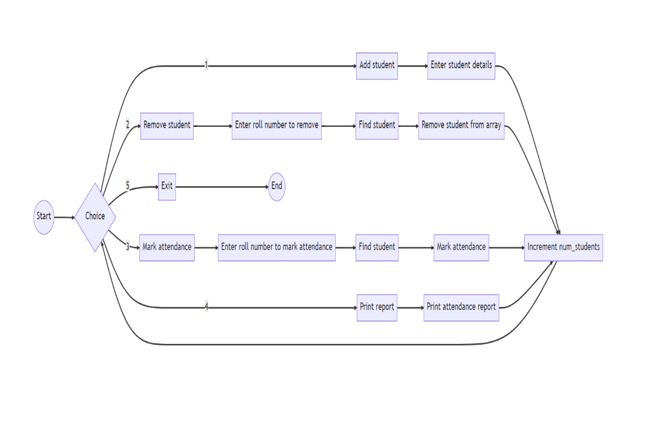 1
Add student
Enter student details
2
Remove student
Enter roll number to remove
Find student
Remove student from array
5
Exit
End
Start
Choice
3
Mark attendance
Enter roll number to mark attendance
Find student
Mark attendance
Increment num_students
4
Print report
Print attendance report